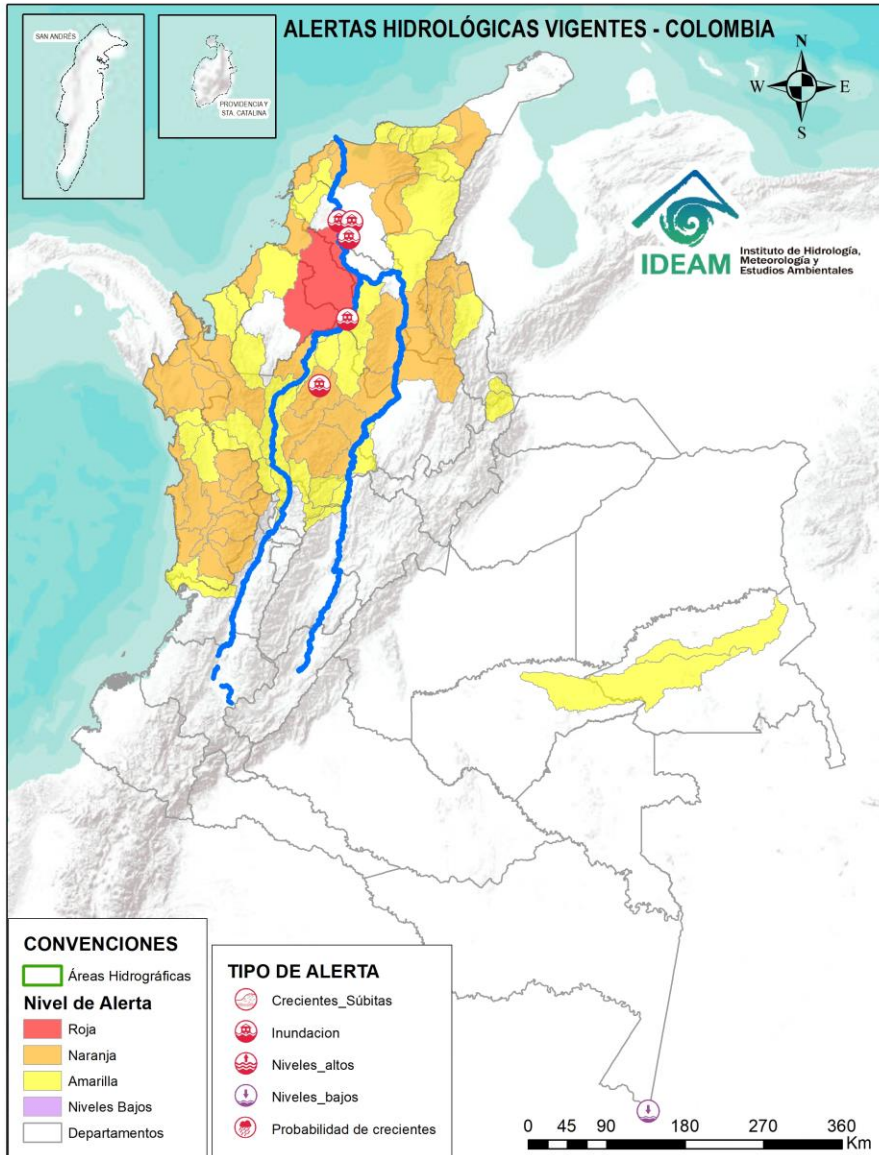 ALERTAS HIDROLÓGICAS VIGENTES - COLOMBIA
SAN ANDRÉS
PROVIDENCIA Y
STA. CATALINA
N
W
E
S
IDEAM
Instituto de Hidrología,
Meteorología y
Estudios Ambientales
CONVENCIONES
Áreas Hidrográficas
Nivel de Alerta
Roja
Naranja
Amarilla
Niveles Bajos
Departamentos
TIPO DE ALERTA
Crecientes_Súbitas
Inundacion
Niveles_altos
Niveles_bajos
Probabilidad de crecientes
0 45 90 180 270 360
Km